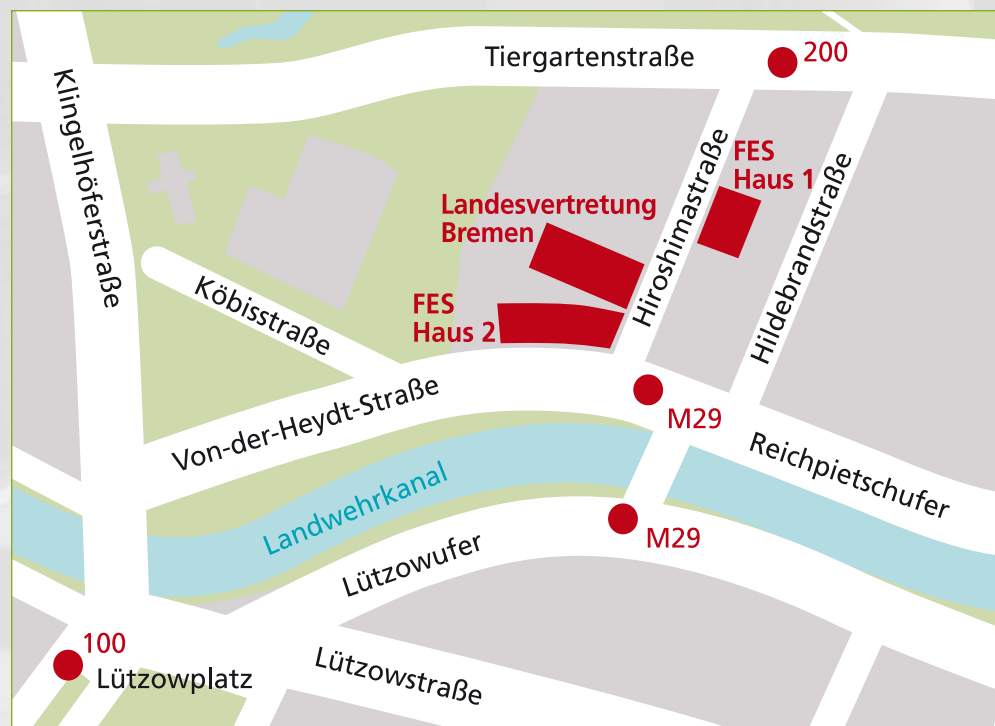 Tiergartenstraße
200
Klingelhöferstraße
FES
Haus 1
Hiroshimastraße
Hildebrandstraße
Landesvertretung
Bremen
Köbisstraße
FES
Haus 2
Von-der-Heydt-Straße
M29
Reichpietschufer
Landwehrkanal
M29
Lützowufer
100
Lützowplatz
Lützowstraße